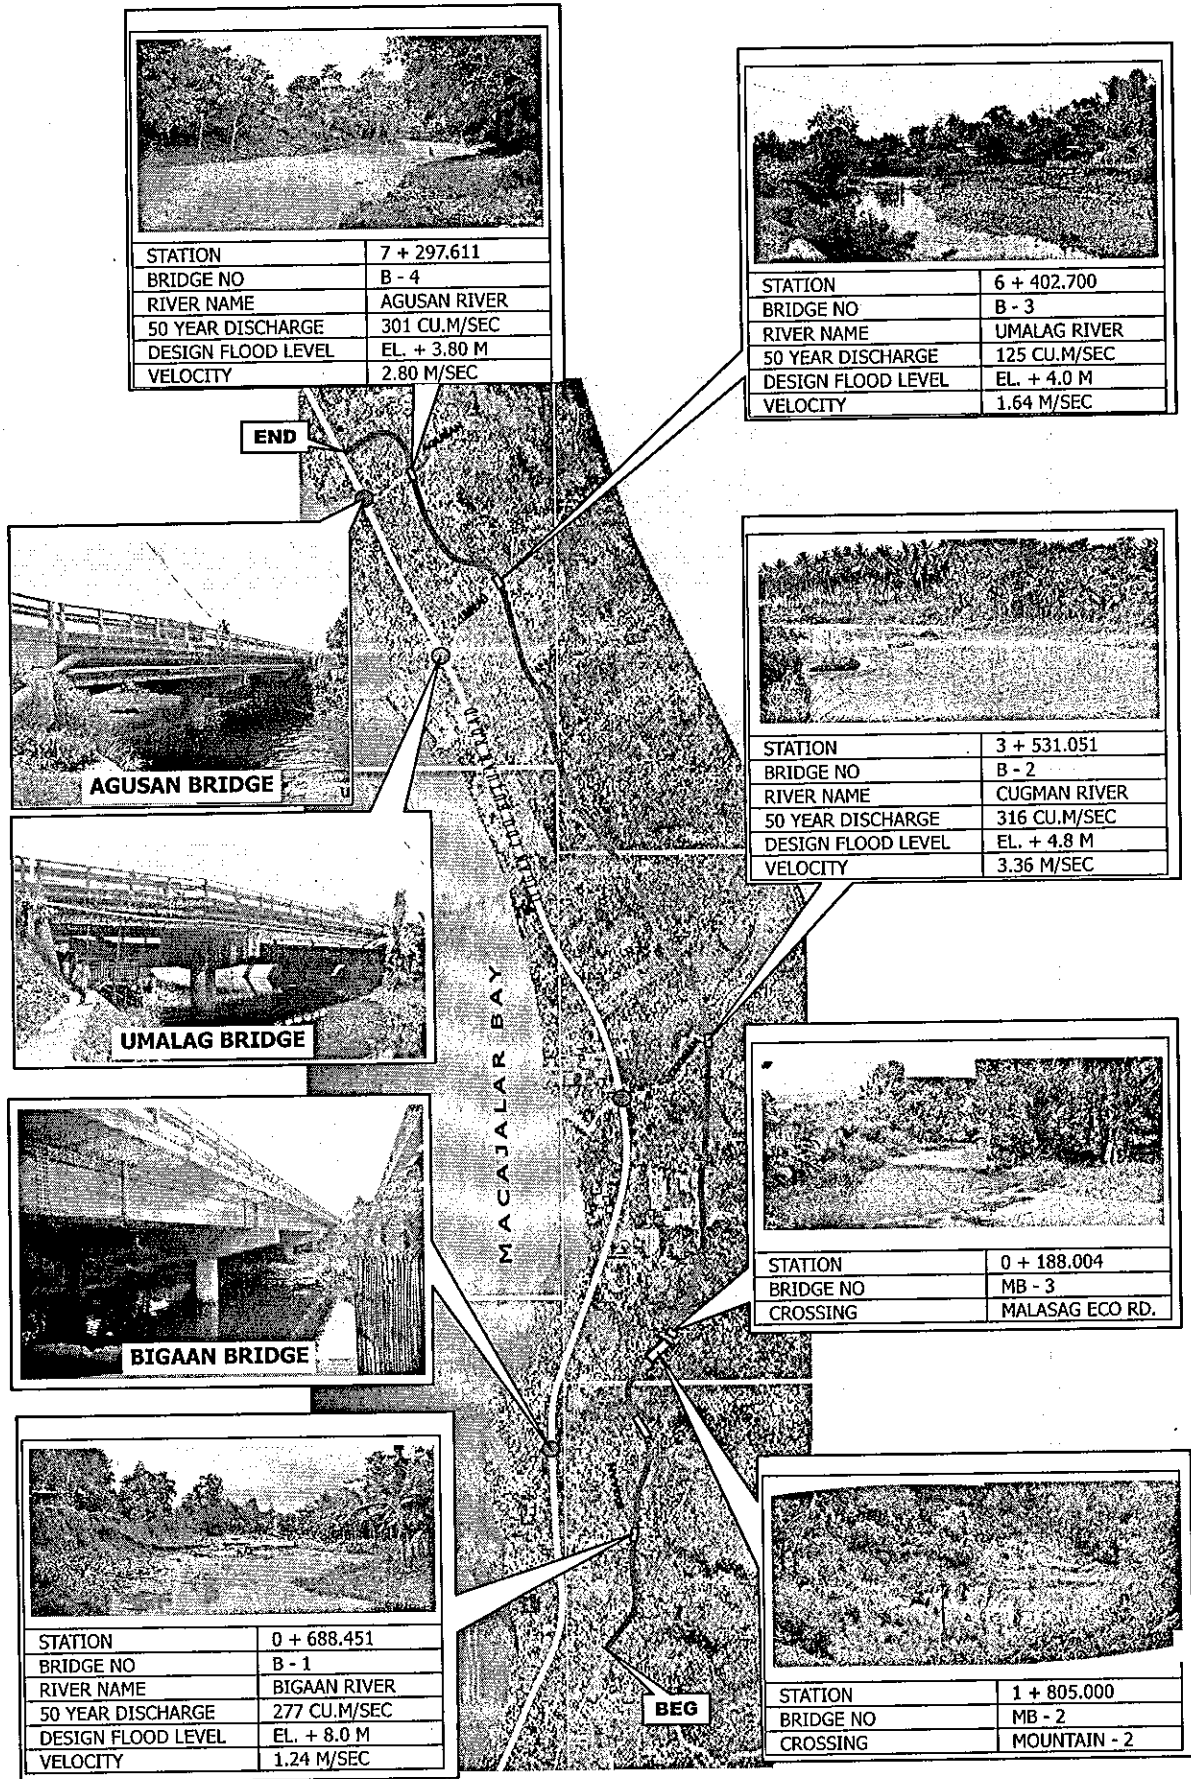 STATION 7 + 297.611
BRIDGE NO B - 4
RIVER NAME AGUSAN RIVER
50 YEAR DISCHARGE 301 CU.M/SEC
DESIGN FLOOD LEVEL EL. + 3.80 M
VELOCITY 2.80 M/SEC
STATION 6 + 402.700
BRIDGE NO B - 3
RIVER NAME UMALAG RIVER
50 YEAR DISCHARGE 125 CU.M/SEC
DESIGN FLOOD LEVEL EL. + 4.0 M
VELOCITY 1.64 M/SEC
END
AGUSAN BRIDGE
STATION 3 + 531.051
BRIDGE NO B - 2
RIVER NAME CUGMAN RIVER
50 YEAR DISCHARGE 316 CU.M/SEC
DESIGN FLOOD LEVEL EL. + 4.8 M
VELOCITY 3.36 M/SEC
UMALAG BRIDGE
MACAJALAR BAY
STATION 0 + 188.004
BRIDGE NO MB - 3
CROSSING MALASAG ECO RD.
BIGAAN BRIDGE
STATION 0 + 688.451
BRIDGE NO B - 1
RIVER NAME BIGAAN RIVER
50 YEAR DISCHARGE 277 CU.M/SEC
DESIGN FLOOD LEVEL EL. + 8.0 M
VELOCITY 1.24 M/SEC
BEG
STATION 1 + 805.000
BRIDGE NO MB - 2
CROSSING MOUNTAIN - 2